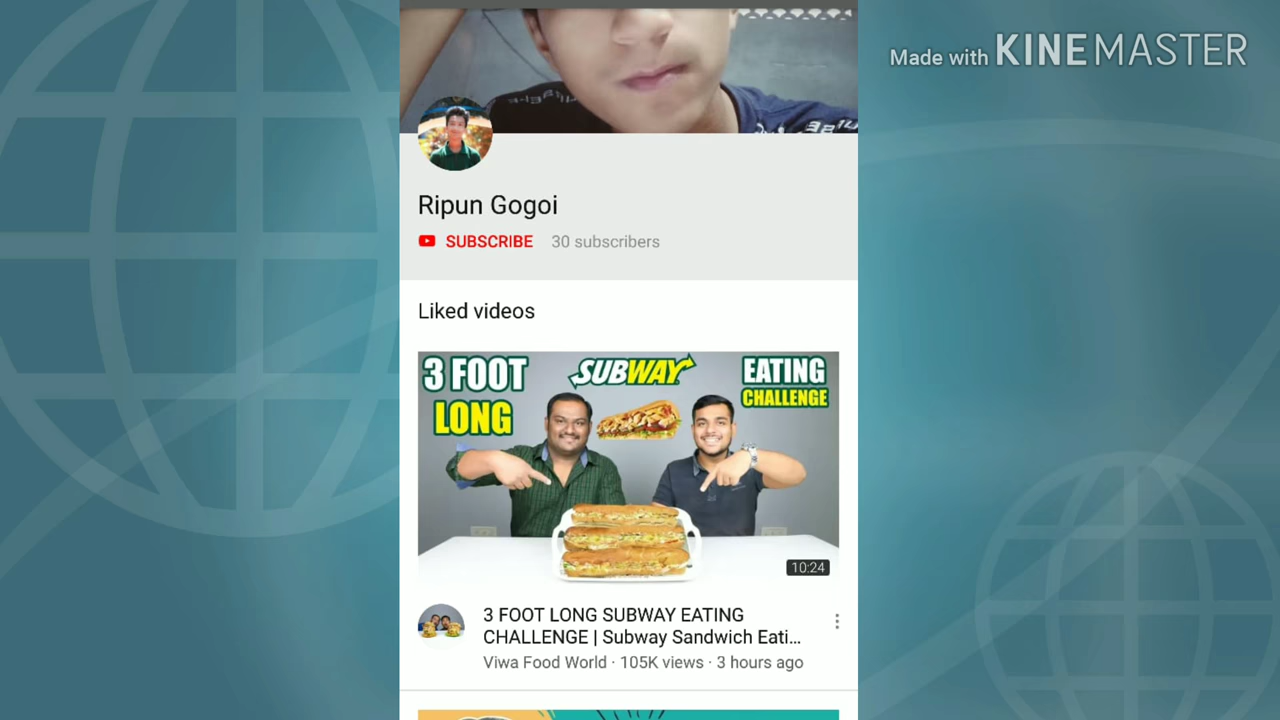 Made with KINEMASTER
Ripun Gogoi
SUBSCRIBE 30 subscribers
Liked videos
3 FOOT LONG
SUBWAY
EATING CHALLENGE
10:24
3 FOOT LONG SUBWAY EATING
CHALLENGE | Subway Sandwich Eati...
Viwa Food World · 105K views · 3 hours ago